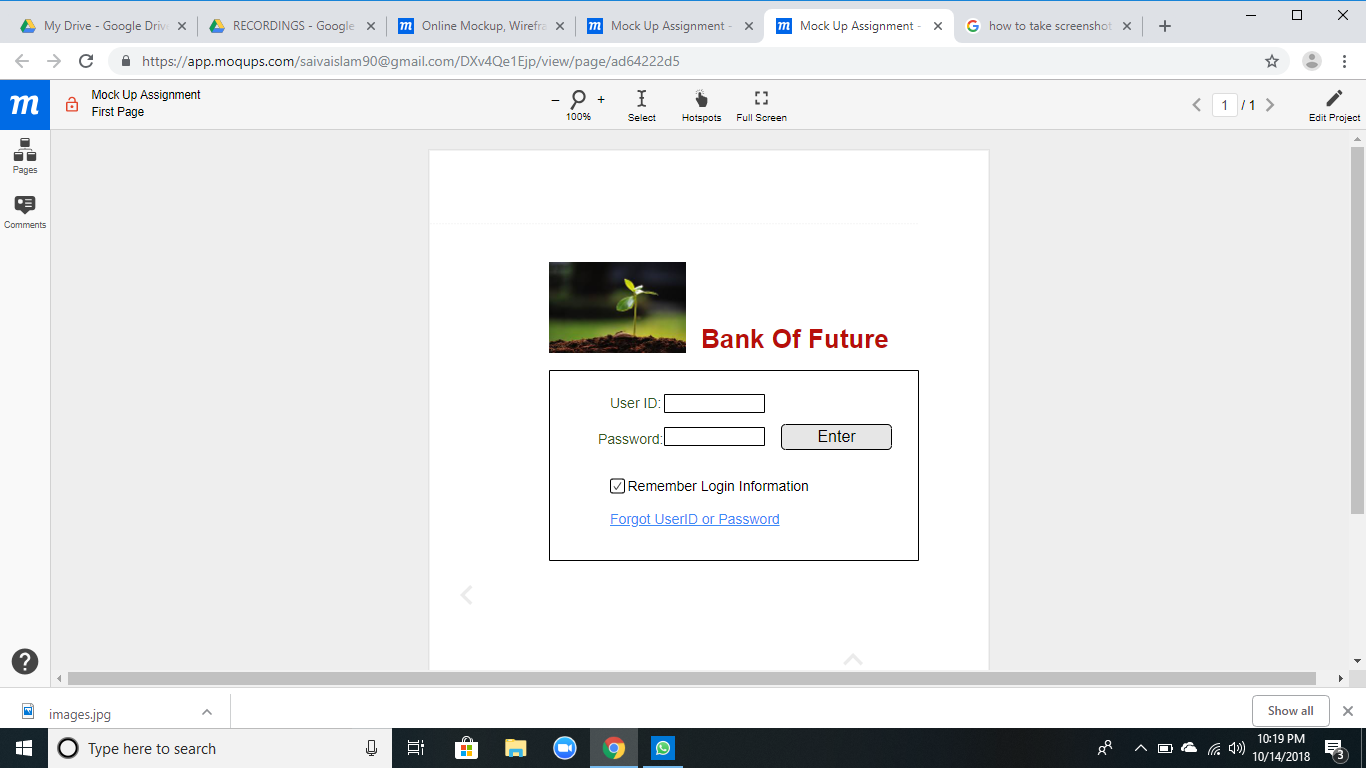 My Drive - Google Driv
RECORDINGS - Google
Online Mockup, Wirefra
Mock Up Assignment -
Mock Up Assignment -
how to take screenshot
https://app.moqups.com/saivaislam90@gmail.com/DXv4Qe1Ejp/view/page/ad64222d5
m
Mock Up Assignment
First Page
100%
Select
Hotspots
Full Screen
1 / 1
Edit Project
Pages
Comments
Bank Of Future
User ID:
Password:
Enter
Remember Login Information
Forgot UserID or Password
images.jpg
Show all
Type here to search
10:19 PM
10/14/2018
3